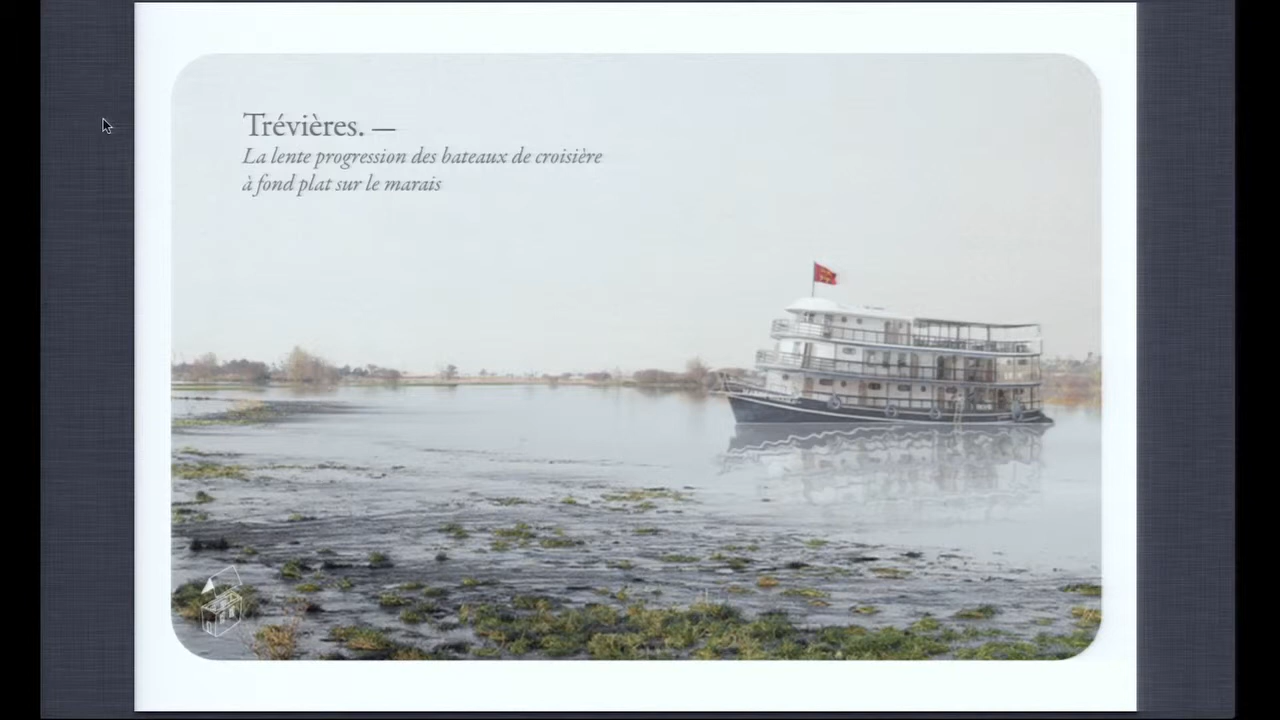 Trévières. —
La lente progression des bateaux de croisière
à fond plat sur le marais